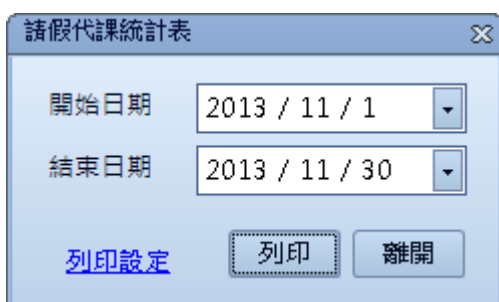 請假代課統計表
開始日期 2013 / 11 / 1
結束日期 2013 / 11 / 30
列印設定 列印 離開